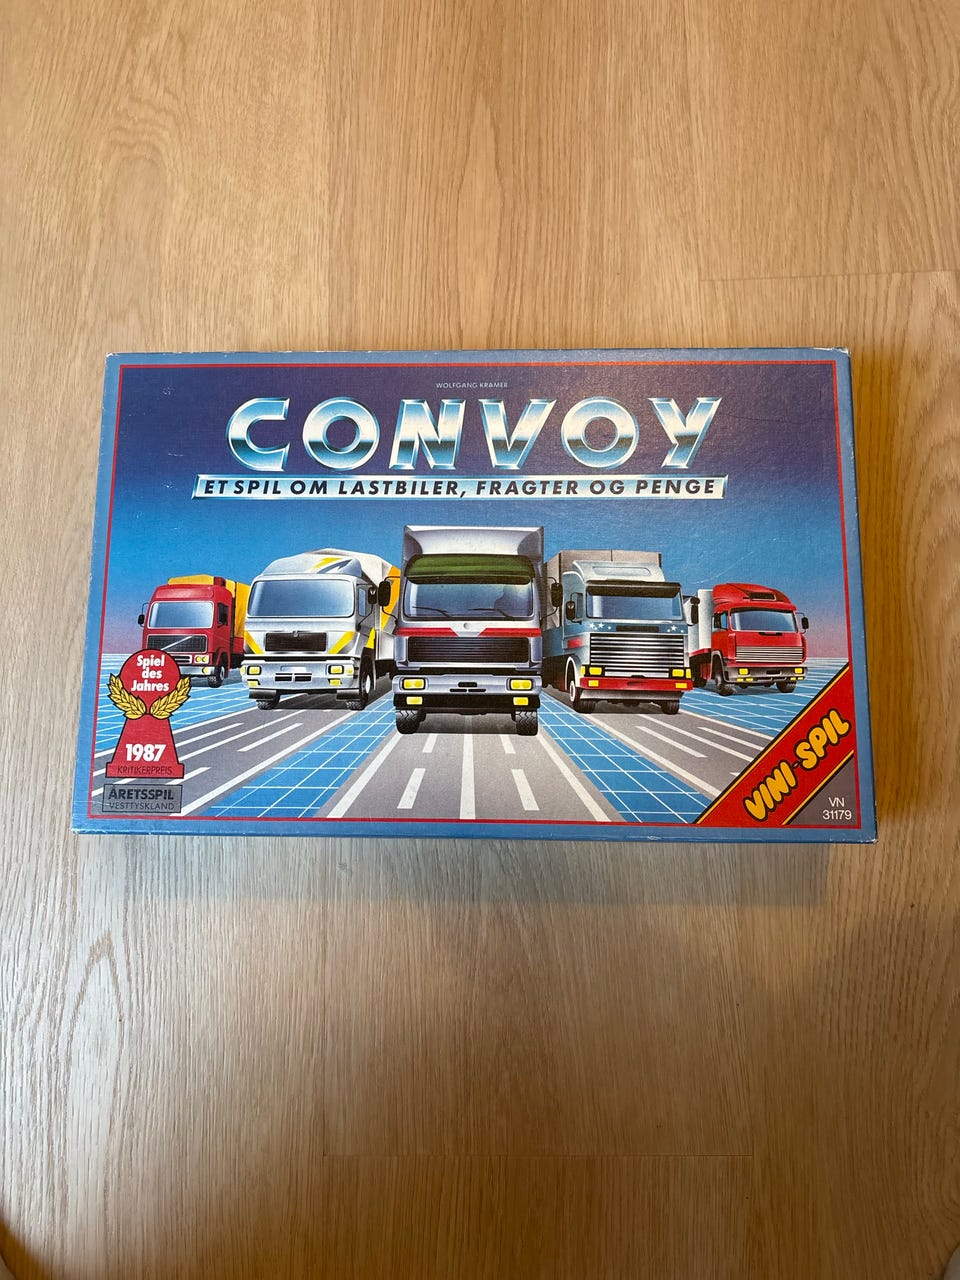 WOLFGANG KRAMER
CONVOY
ET SPIL OM LASTBILER, FRAGTER OG PENGE
Spiel
des
Jahres
1987
KRITIKERPREIS
ÅRETSSPIL
VESTTYSKLAND
VINI-SPIL
VN
31179